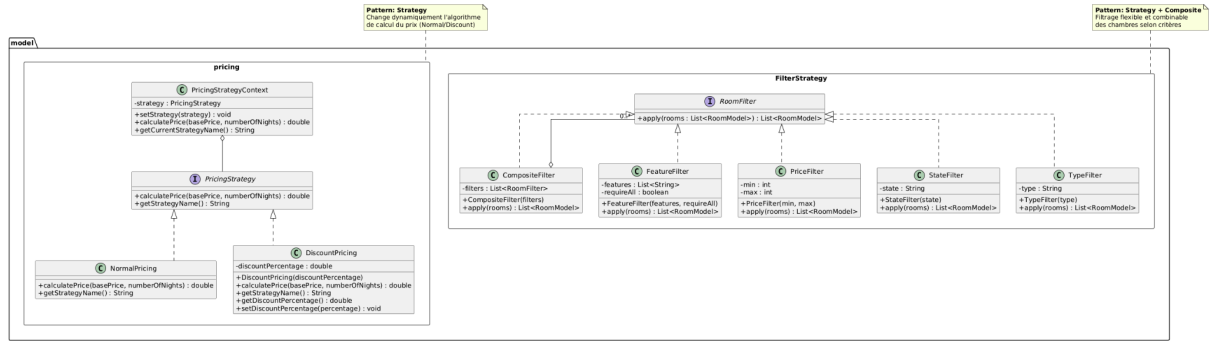 Pattern: Strategy
Change dynamiquement l'algorithme
de calcul du prix (Normal/Discount)
Pattern: Strategy + Composite
Filtrage flexible et combinable
des chambres selon critères
model
pricing
C PricingStrategyContext
-strategy : PricingStrategy
+setStrategy(strategy) : void
+calculatePrice(basePrice, numberOfNights) : double
+getCurrentStrategyName() : String
I PricingStrategy
+calculatePrice(basePrice, numberOfNights) : double
+getStrategyName() : String
C NormalPricing
+calculatePrice(basePrice, numberOfNights) : double
+getStrategyName() : String
C DiscountPricing
-discountPercentage : double
+DiscountPricing(discountPercentage)
+calculatePrice(basePrice, numberOfNights) : double
+getStrategyName() : String
+getDiscountPercentage() : double
+setDiscountPercentage(percentage) : void
FilterStrategy
I RoomFilter
+apply(rooms : List<RoomModel>) : List<RoomModel>
C CompositeFilter
-filters : List<RoomFilter>
+CompositeFilter(filters)
+apply(rooms) : List<RoomModel>
C FeatureFilter
-features : List<String>
-requireAll : boolean
+FeatureFilter(features, requireAll)
+apply(rooms) : List<RoomModel>
C PriceFilter
-min : int
-max : int
+PriceFilter(min, max)
+apply(rooms) : List<RoomModel>
C StateFilter
-state : String
+StateFilter(state)
+apply(rooms) : List<RoomModel>
C TypeFilter
-type : String
+TypeFilter(type)
+apply(rooms) : List<RoomModel>